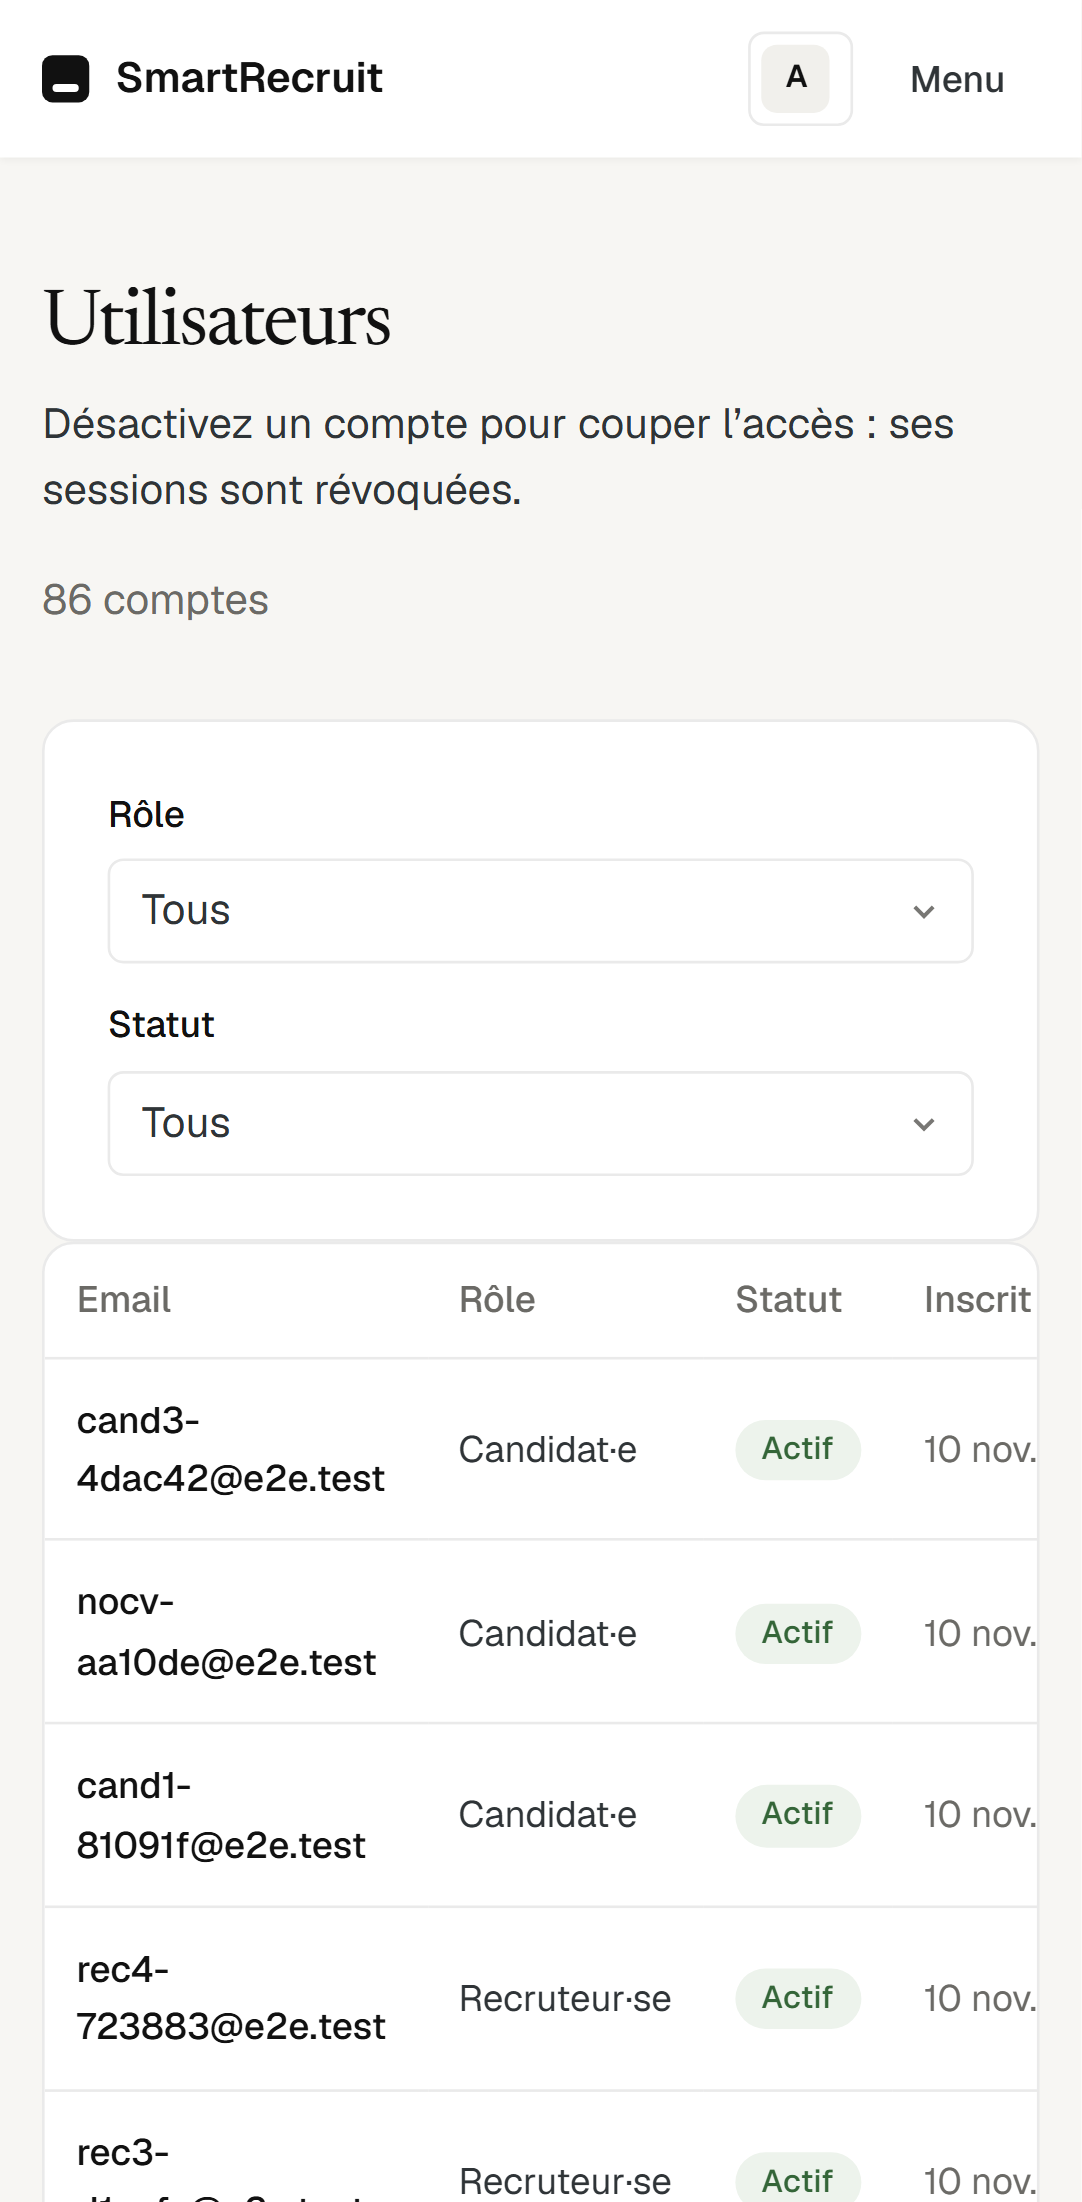 SmartRecruit
A
Menu
Utilisateurs
Désactivez un compte pour couper l’accès : ses
sessions sont révoquées.
86 comptes
Rôle
Tous
Statut
Tous
Email Rôle Statut Inscrit
cand3-
4dac42@e2e.test Candidat·e Actif 10 nov.
nocv-
aa10de@e2e.test Candidat·e Actif 10 nov.
cand1-
81091f@e2e.test Candidat·e Actif 10 nov.
rec4-
723883@e2e.test Recruteur·se Actif 10 nov.
rec3-
Recruteur·se Actif 10 nov.